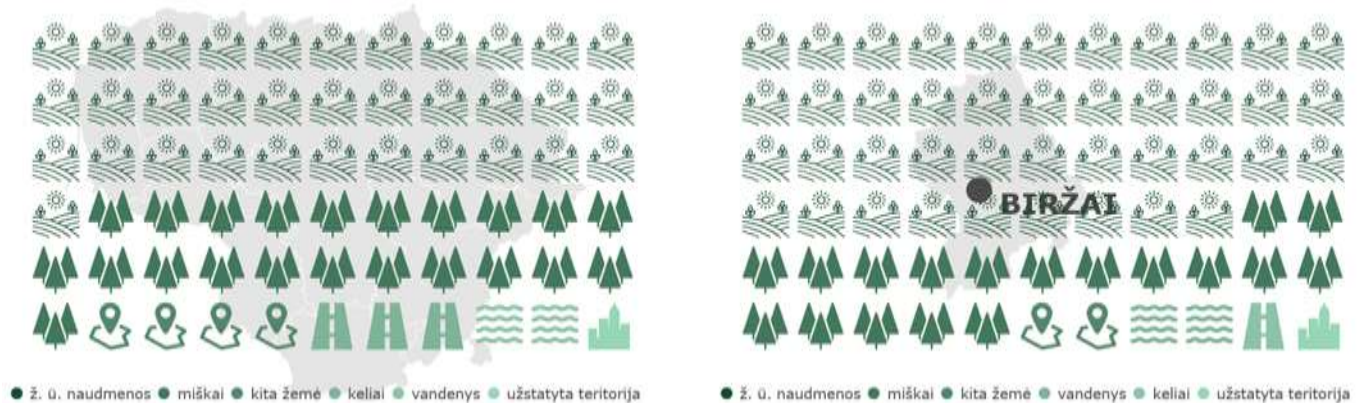 BIRŽAI
ž. ū. naudmenos miškai kita žemė keliai vandenys užstatyta teritorija
ž. ū. naudmenos miškai kita žemė vandenys keliai užstatyta teritorija